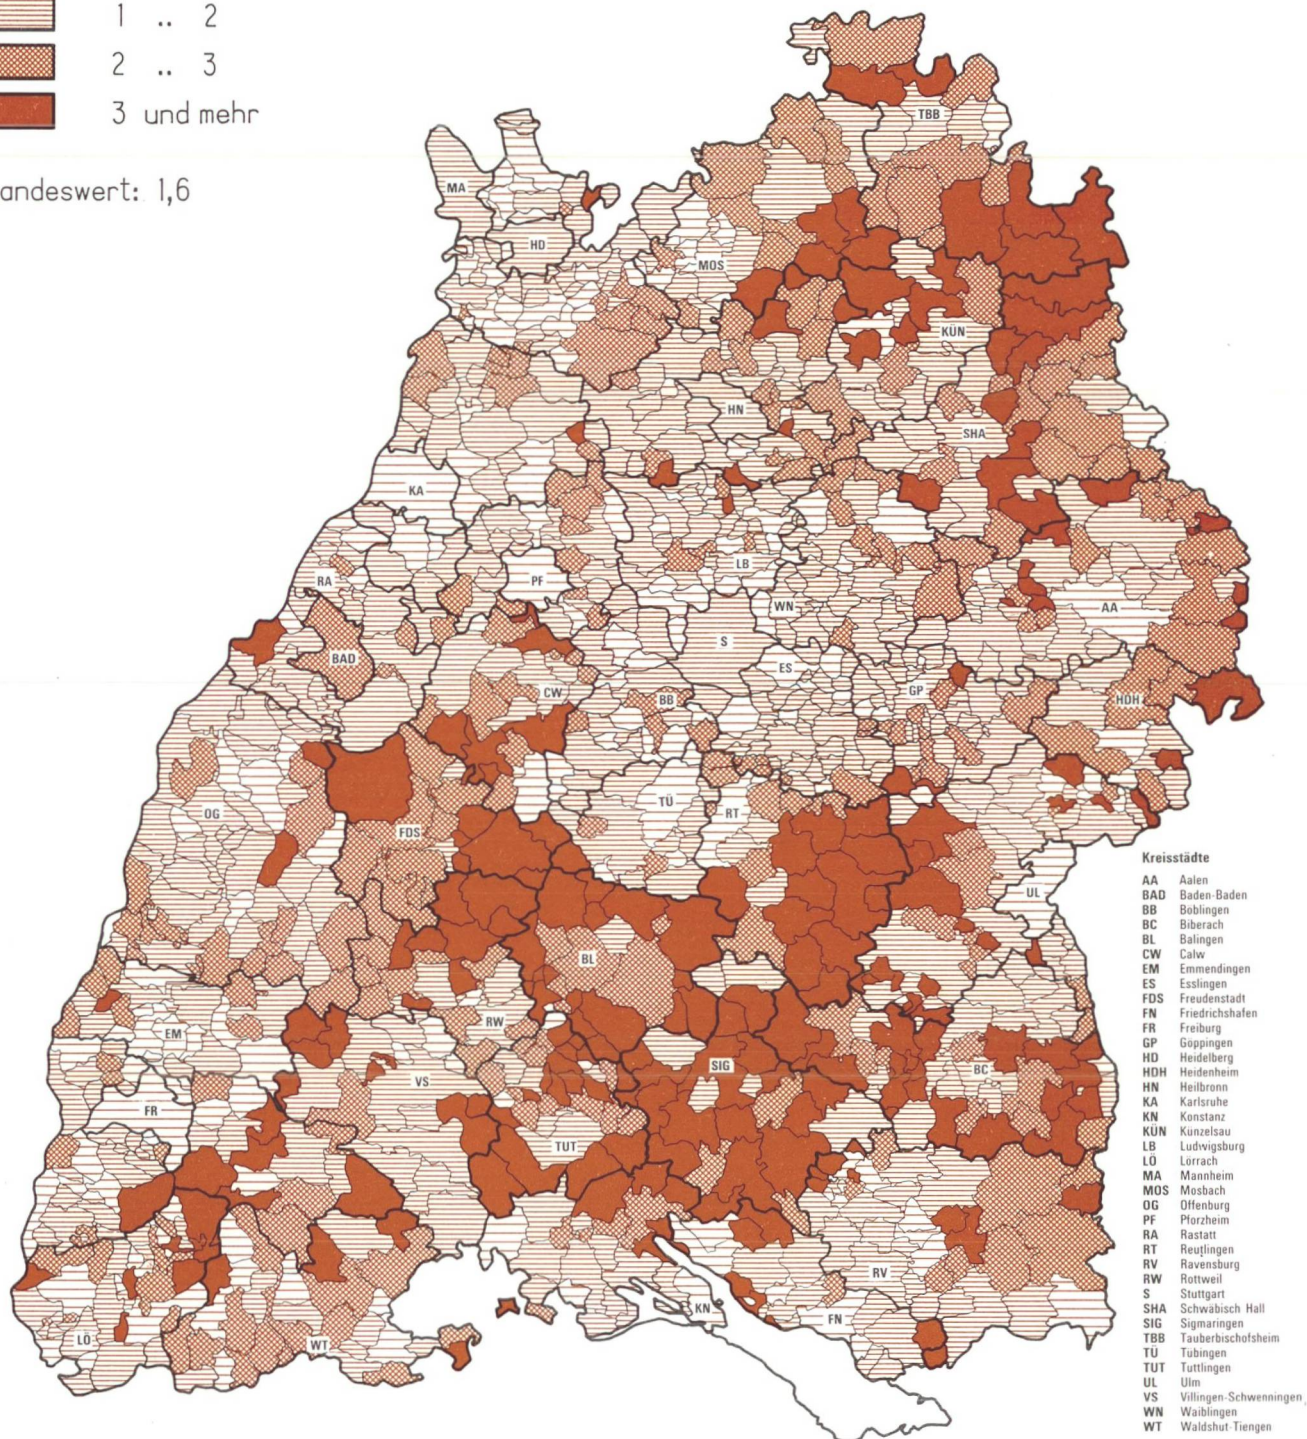 1 .. 2
2 .. 3
3 und mehr
andeswert: 1,6
TBB
MA
HD
MOS
KÜN
HN
SHA
KA
LB
RA
PF
WN
AA
S
BAD
ES
CW
BB
GP
HDH
TÜ
RT
OG
FDS
UL
BL
RW
EM
SIG
BC
VS
FR
TUT
RV
KN
FN
LÖ
WT
Kreisstädte
AA Aalen
BAD Baden-Baden
BB Böblingen
BC Biberach
BL Balingen
CW Calw
EM Emmendingen
ES Esslingen
FDS Freudenstadt
FN Friedrichshafen
FR Freiburg
GP Göppingen
HD Heidelberg
HDH Heidenheim
HN Heilbronn
KA Karlsruhe
KN Konstanz
KÜN Künzelsau
LB Ludwigsburg
LÖ Lörrach
MA Mannheim
MOS Mosbach
OG Offenburg
PF Pforzheim
RA Rastatt
RT Reutlingen
RV Ravensburg
RW Rottweil
S Stuttgart
SHA Schwäbisch Hall
SIG Sigmaringen
TBB Tauberbischofsheim
TÜ Tübingen
TUT Tuttlingen
UL Ulm
VS Villingen-Schwenningen
WN Waiblingen
WT Waldshut-Tiengen